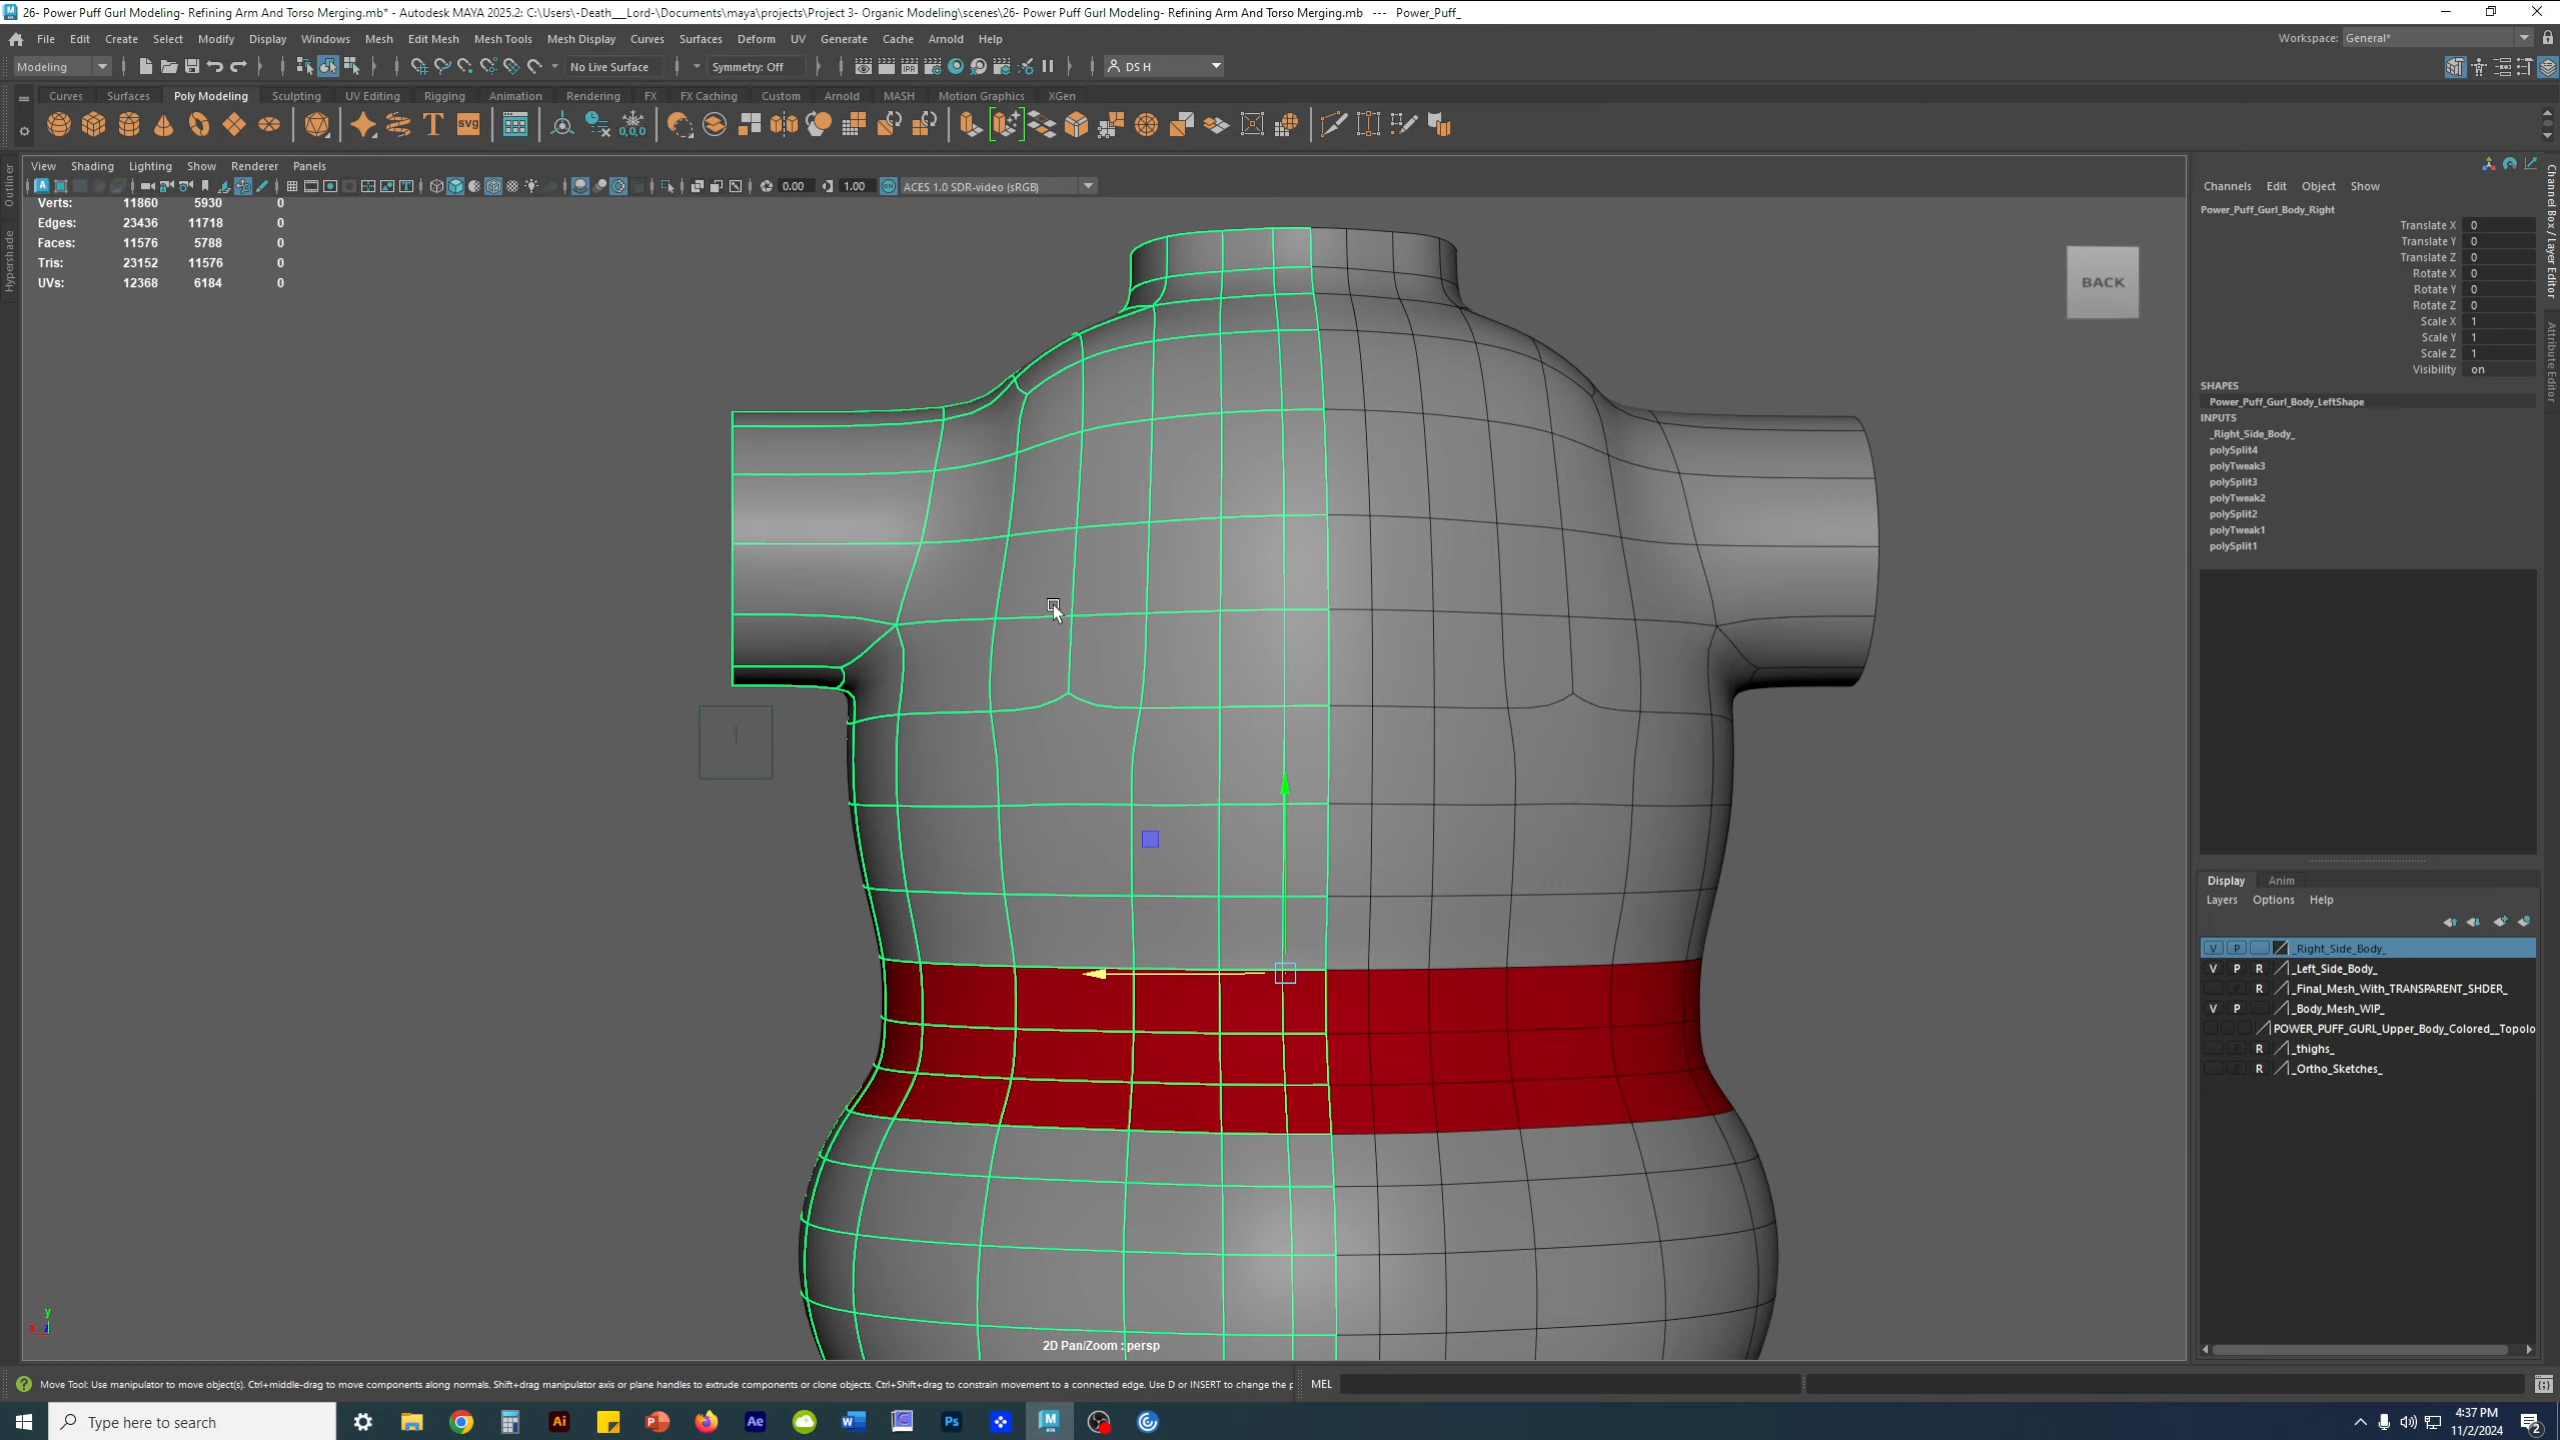 26- Power Puff Gurl Modeling- Refining Arm And Torso Merging.mb* - Autodesk MAYA 2025.2: C:\Users\-Death__Lord-\Documents\maya\projects\Project 3- Organic Modeling\scenes\26- Power Puff Gurl Modeling- Refining Arm And Torso Merging.mb --- Power_Puff_
File Edit Create Select Modify Display Windows Mesh Edit Mesh Mesh Tools Mesh Display Curves Surfaces Deform UV Generate Cache Arnold Help
Workspace: General*
Modeling No Live Surface Symmetry: Off DS H
Curves Surfaces Poly Modeling Sculpting UV Editing Rigging Animation Rendering FX FX Caching Custom Arnold MASH Motion Graphics XGen
View Shading Lighting Show Renderer Panels
0.00 1.00 ACES 1.0 SDR-video (sRGB)
Verts: 11860 5930 0
Edges: 23436 11718 0
Faces: 11576 5788 0
Tris: 23152 11576 0
UVs: 12368 6184 0
Outliner
Hypershade
BACK
2D Pan/Zoom : persp
Channels Edit Object Show
Power_Puff_Gurl_Body_Right
Translate X 0
Translate Y 0
Translate Z 0
Rotate X 0
Rotate Y 0
Rotate Z 0
Scale X 1
Scale Y 1
Scale Z 1
Visibility on
SHAPES
Power_Puff_Gurl_Body_LeftShape
INPUTS
_Right_Side_Body_
polySplit4
polyTweak3
polySplit3
polyTweak2
polySplit2
polyTweak1
polySplit1
Channel Box / Layer Editor
Attribute Editor
Display Anim
Layers Options Help
V P _Right_Side_Body_
V P R _Left_Side_Body_
R _Final_Mesh_With_TRANSPARENT_SHDER_
V P _Body_Mesh_WIP_
POWER_PUFF_GURL_Upper_Body_Colored__Topolo
R _thighs_
R _Ortho_Sketches_
Move Tool: Use manipulator to move object(s). Ctrl+middle-drag to move components along normals. Shift+drag manipulator axis or plane handles to extrude components or clone objects. Ctrl+Shift+drag to constrain movement to a connected edge. Use D or INSERT to change the p
MEL
Type here to search
4:37 PM
11/2/2024